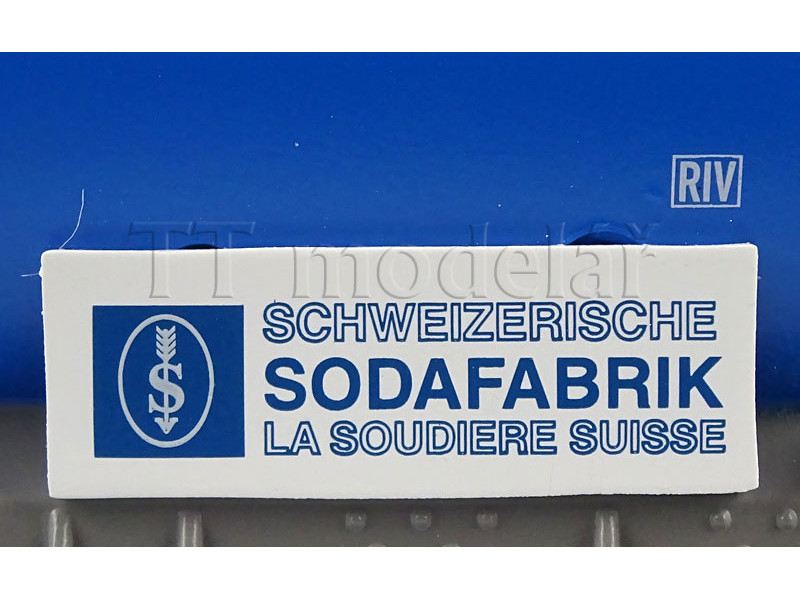 RIV
TT modelář
S
SCHWEIZERISCHE
SODAFABRIK
LA SOUDIERE SUISSE